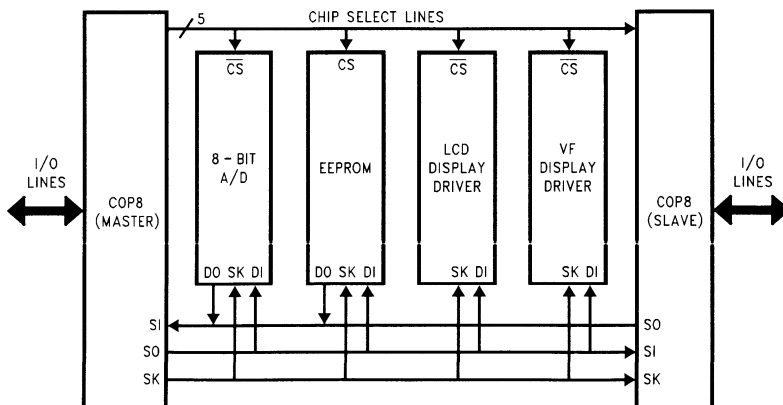 5 CHIP SELECT LINES
CS CS CS CS
I/O
LINES
COP8
(MASTER)
8 - BIT
A/D
EEPROM
LCD
DISPLAY
DRIVER
VF
DISPLAY
DRIVER
COP8
(SLAVE)
I/O
LINES
DO SK DI DO SK DI SK DI SK DI
SI SO
SO SI
SK SK